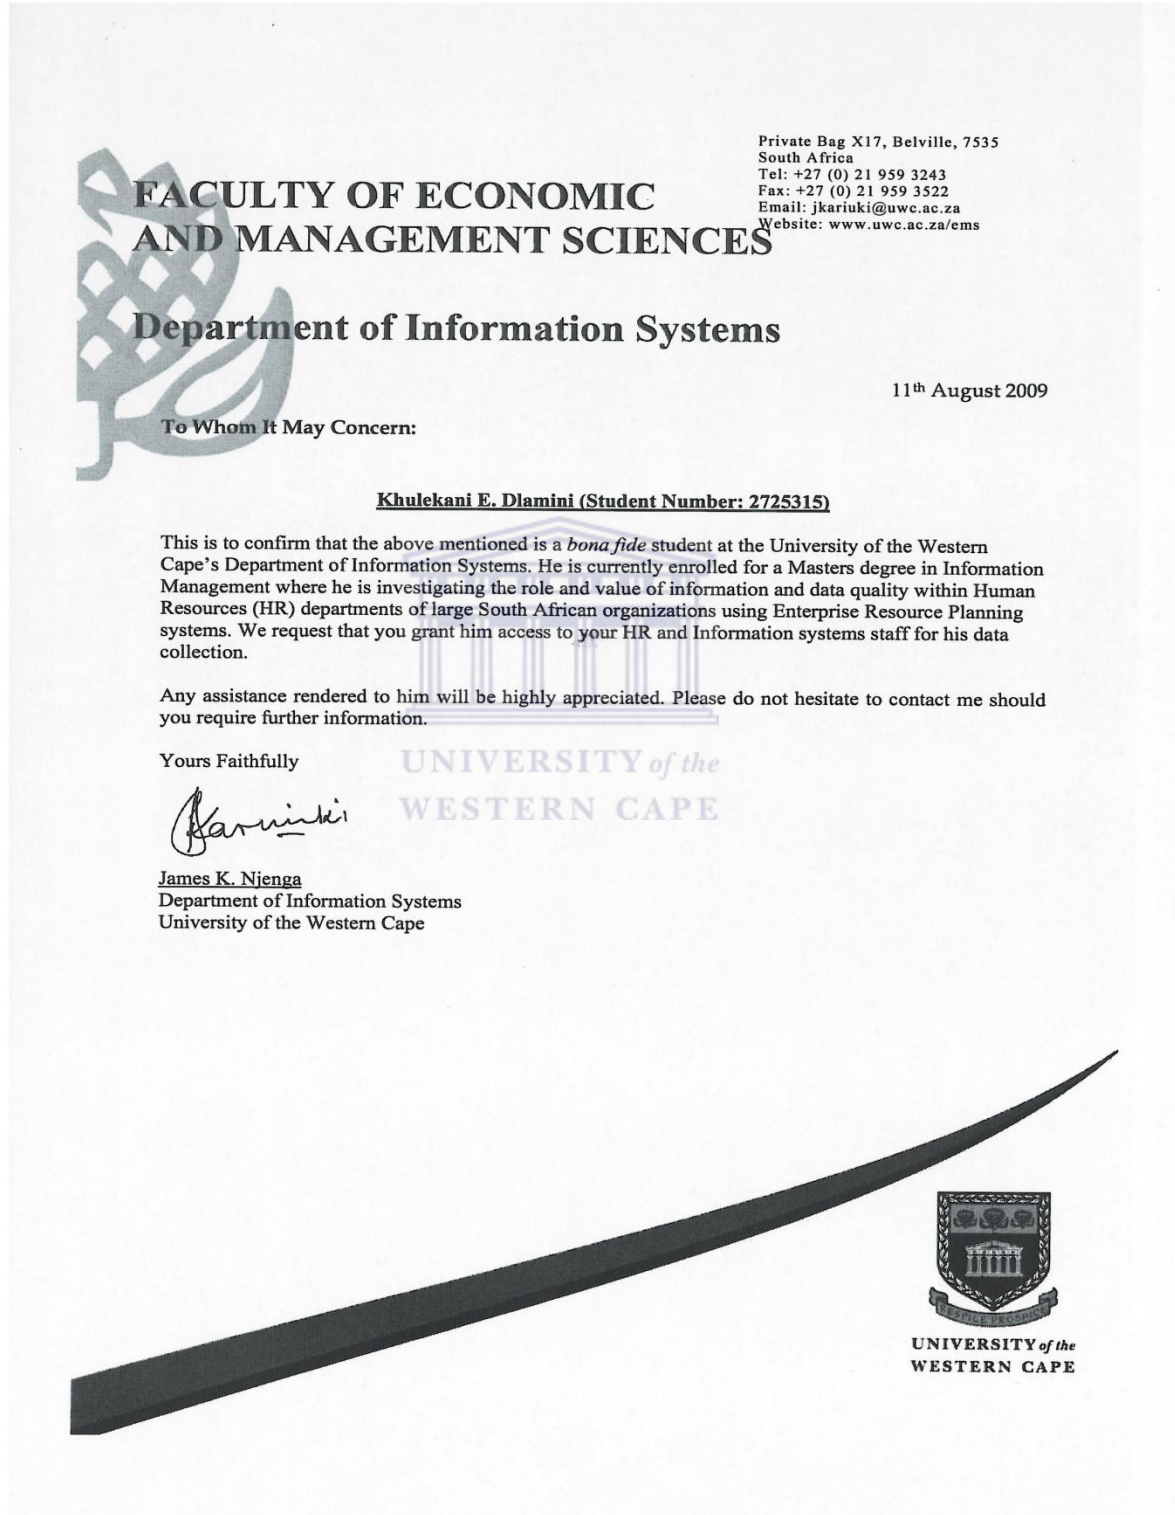 Private Bag X17, Belville, 7535
South Africa
Tel: +27 (0) 21 959 3243
Fax: +27 (0) 21 959 3522
Email: jkariuki@uwc.ac.za
Website: www.uwc.ac.za/ems
FACULTY OF ECONOMIC
AND MANAGEMENT SCIENCES
Department of Information Systems
11th August 2009
To Whom It May Concern:
Khulekani E. Dlamini (Student Number: 2725315)
This is to confirm that the above mentioned is a bona fide student at the University of the Western
Cape's Department of Information Systems. He is currently enrolled for a Masters degree in Information
Management where he is investigating the role and value of information and data quality within Human
Resources (HR) departments of large South African organizations using Enterprise Resource Planning
systems. We request that you grant him access to your HR and Information systems staff for his data
collection.
Any assistance rendered to him will be highly appreciated. Please do not hesitate to contact me should
you require further information.
Yours Faithfully
UNIVERSITY of the
WESTERN CAPE
Kariuki
James K. Njenga
Department of Information Systems
University of the Western Cape
RESPICE PROSPICE
UNIVERSITY of the
WESTERN CAPE